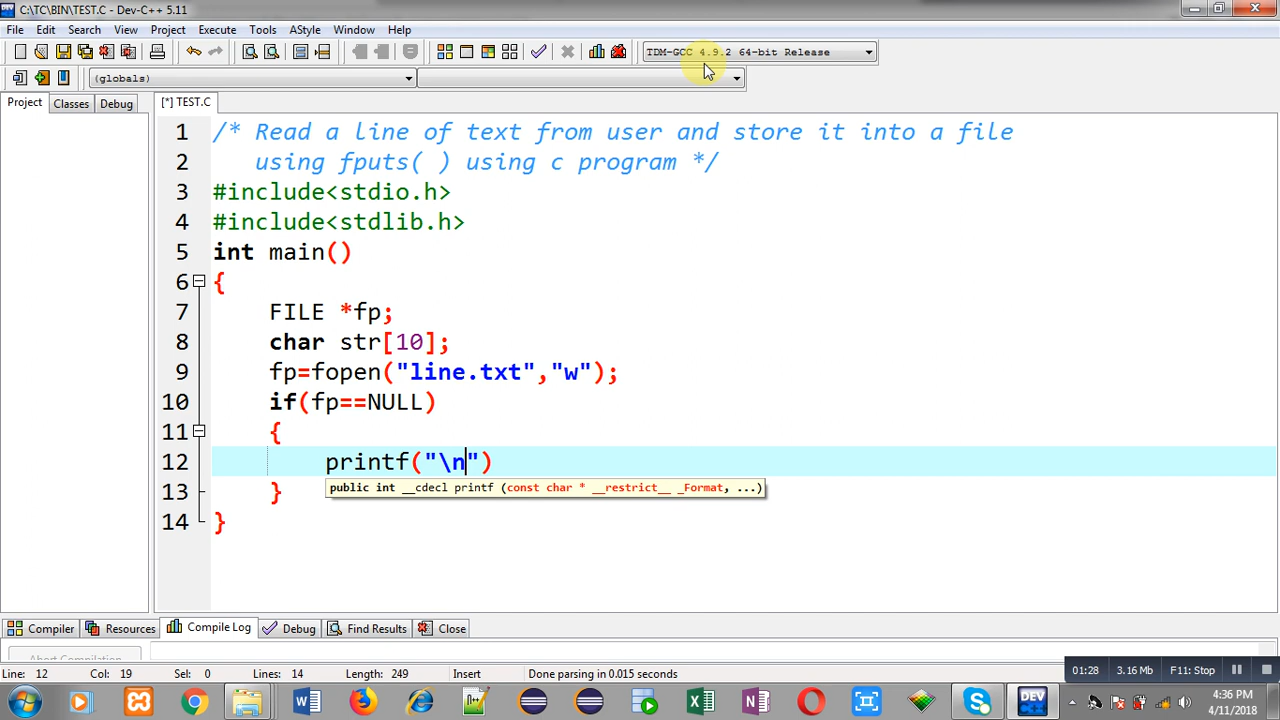 C:\TC\BIN\TEST.C - Dev-C++ 5.11
File Edit Search View Project Execute Tools AStyle Window Help
TDM-GCC 4.9.2 64-bit Release
(globals)
Project Classes Debug [*] TEST.C
1 /* Read a line of text from user and store it into a file
2 using fputs( ) using c program */
3 #include<stdio.h>
4 #include<stdlib.h>
5 int main()
6 {
7 FILE *fp;
8 char str[10];
9 fp=fopen("line.txt","w");
10 if(fp==NULL)
11 {
12 printf("\n")
public int __cdecl printf (const char * __restrict__ _Format, ...)
13 }
14 }
Compiler Resources Compile Log Debug Find Results Close
Abort Compilation
Line: 12 Col: 19 Sel: 0 Lines: 14 Length: 249 Insert Done parsing in 0.015 seconds
01:28 3.16 Mb F11: Stop
DEV
4:36 PM
4/11/2018